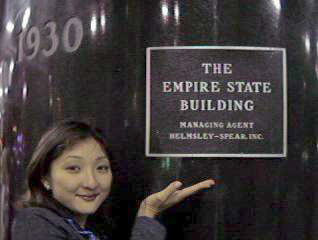 1930
THE
EMPIRE STATE
BUILDING
MANAGING AGENT
HELMSLEY-SPEAR, INC.